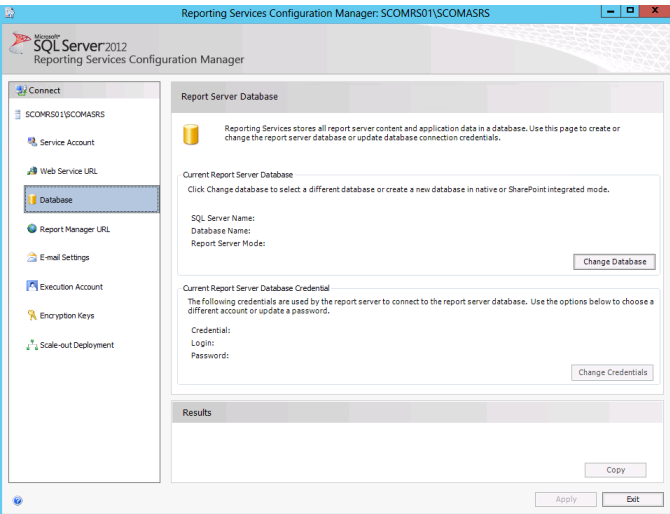 Reporting Services Configuration Manager: SCOMRS01\SCOMASRS
Microsoft®
SQL Server 2012
Reporting Services Configuration Manager
Connect
SCOMRS01\SCOMASRS
Service Account
Web Service URL
Database
Report Manager URL
E-mail Settings
Execution Account
Encryption Keys
Scale-out Deployment
Report Server Database
Reporting Services stores all report server content and application data in a database. Use this page to create or
change the report server database or update database connection credentials.
Current Report Server Database
Click Change database to select a different database or create a new database in native or SharePoint integrated mode.
SQL Server Name:
Database Name:
Report Server Mode:
Change Database
Current Report Server Database Credential
The following credentials are used by the report server to connect to the report server database.  Use the options below to choose a
different account or update a password.
Credential:
Login:
Password:
Change Credentials
Results
Copy
Apply
Exit